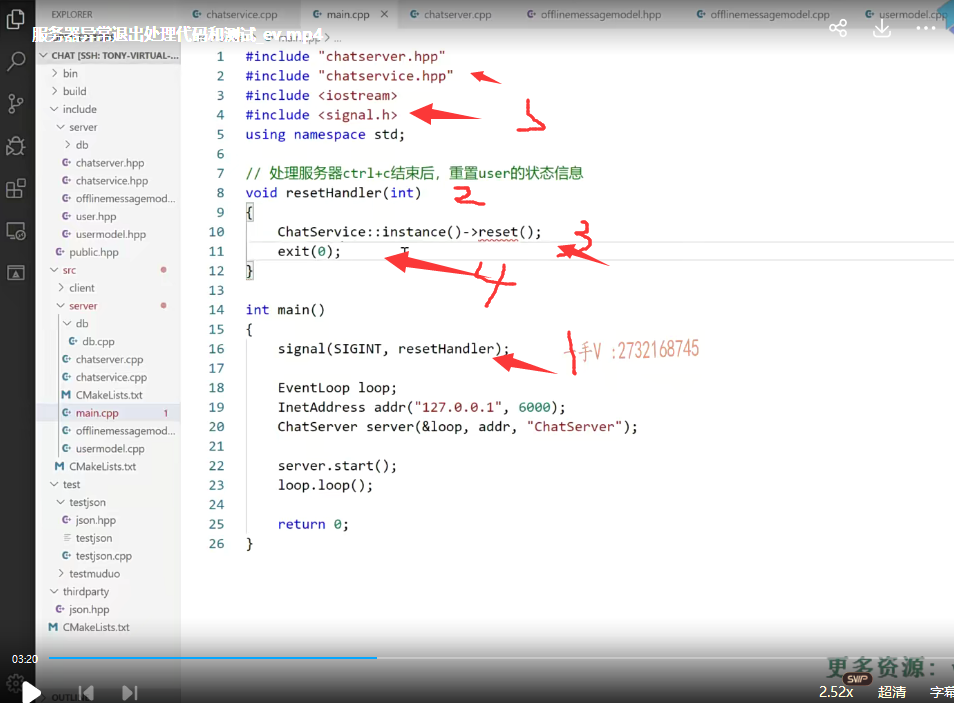 EXPLORER
chatservice.cpp
main.cpp
chatserver.cpp
offlinemessagemodel.hpp
offlinemessagemodel.cpp
usermodel.cpp
服务器异常退出处理代码和测试_ev.mp4
CHAT [SSH: TONY-VIRTUAL-...
bin
build
include
server
db
chatserver.hpp
chatservice.hpp
offlinemessagemod...
user.hpp
usermodel.hpp
public.hpp
src
client
server
db
db.cpp
chatserver.cpp
chatservice.cpp
CMakeLists.txt
main.cpp 1
offlinemessagemod...
usermodel.cpp
CMakeLists.txt
test
testjson
json.hpp
testjson
testjson.cpp
testmuduo
thirdparty
json.hpp
CMakeLists.txt
OUTLINE
1 #include "chatserver.hpp"
2 #include "chatservice.hpp"
3 #include <iostream>
4 #include <signal.h>
5 using namespace std;
6
7 // 处理服务器ctrl+c结束后，重置user的状态信息
8 void resetHandler(int)
9 {
10 ChatService::instance()->reset();
11 exit(0);
12 }
13
14 int main()
15 {
16 signal(SIGINT, resetHandler);
17
18 EventLoop loop;
19 InetAddress addr("127.0.0.1", 6000);
20 ChatServer server(&loop, addr, "ChatServer");
21
22 server.start();
23 loop.loop();
24
25 return 0;
26 }
5
2
3
4
1
手V :2732168745
03:20
更多资源：
SVIP
2.52x
超清
字幕